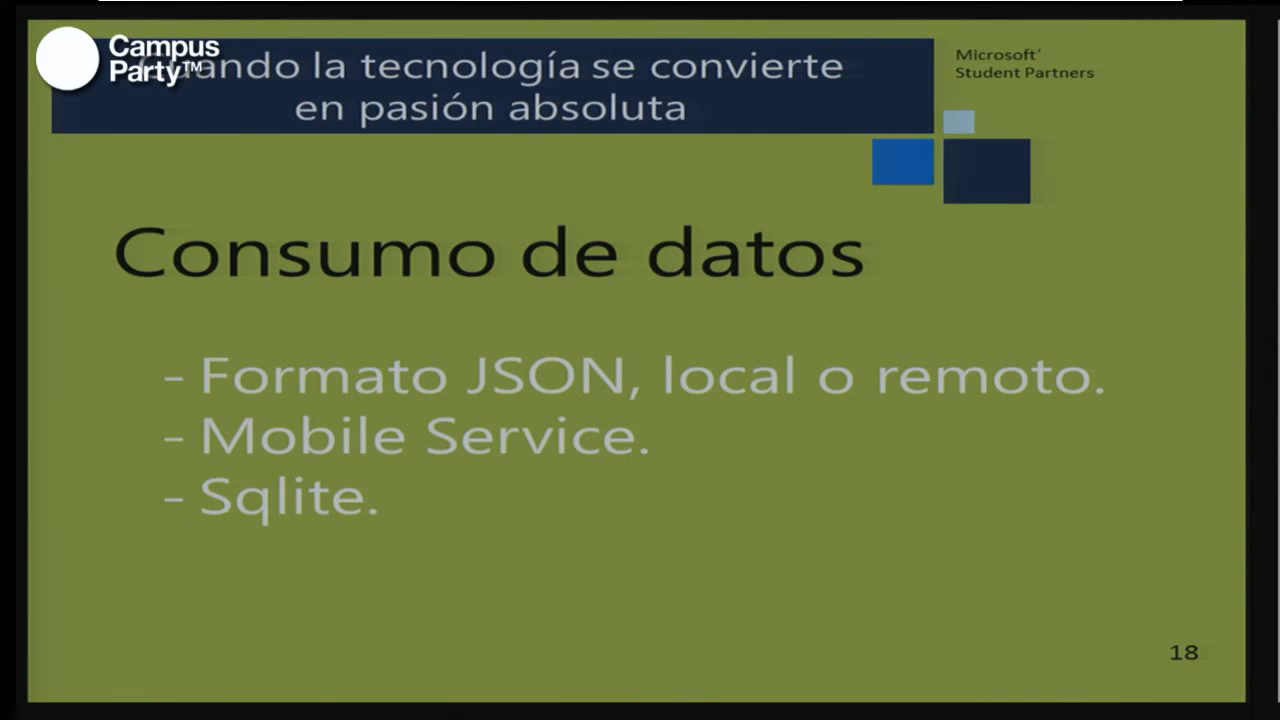 Campus
Party™
Cuando la tecnología se convierte
en pasión absoluta
Microsoft´
Student Partners
Consumo de datos
- Formato JSON, local o remoto.
- Mobile Service.
- Sqlite.
18